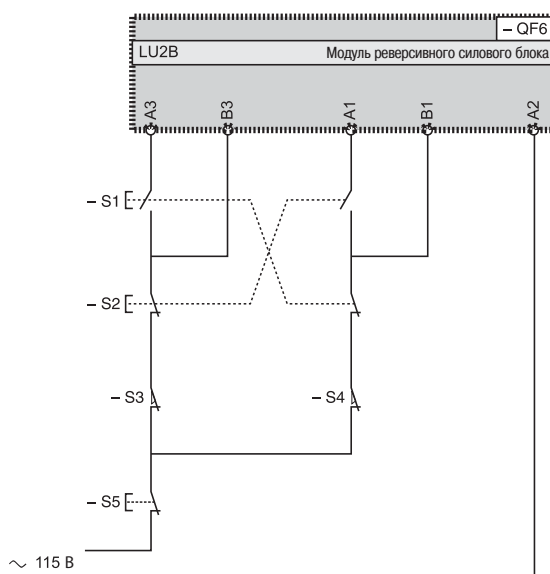 – QF6
LU2B Модуль реверсивного силового блока
A3 B3 A1 B1 A2
– S1
– S2
– S3 – S4
– S5
~ 115 В